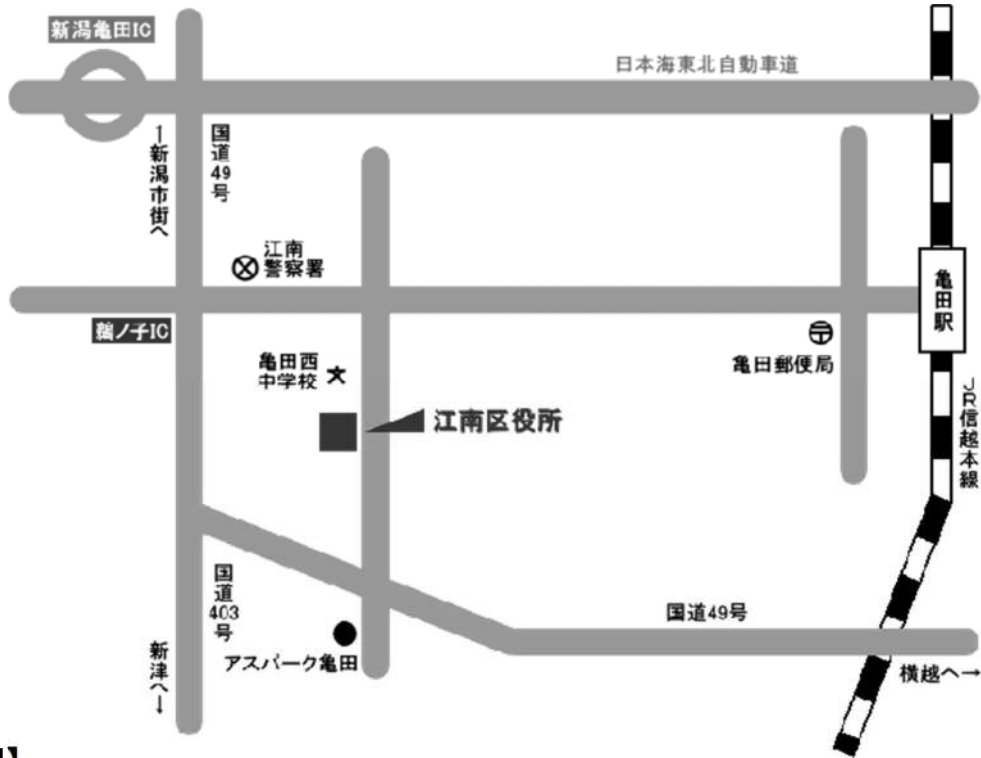 新潟亀田IC
日本海東北自動車道
↑新潟市街へ
国道49号
江南
警察署
亀田駅
鵜ノ子IC
亀田郵便局
亀田西
中学校
江南区役所
JR信越本線
国道403号
国道49号
新津へ↓
アスパーク亀田
横越へ→